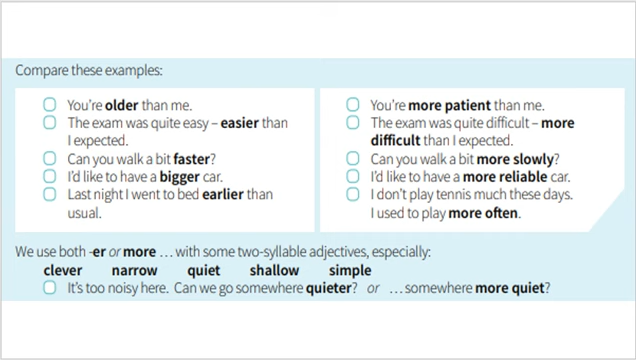 Compare these examples:
You're older than me.
The exam was quite easy – easier than
I expected.
Can you walk a bit faster?
I'd like to have a bigger car.
Last night I went to bed earlier than
usual.
You're more patient than me.
The exam was quite difficult – more
difficult than I expected.
Can you walk a bit more slowly?
I'd like to have a more reliable car.
I don't play tennis much these days.
I used to play more often.
We use both -er or more … with some two-syllable adjectives, especially:
clever narrow quiet shallow simple
It's too noisy here. Can we go somewhere quieter? or … somewhere more quiet?